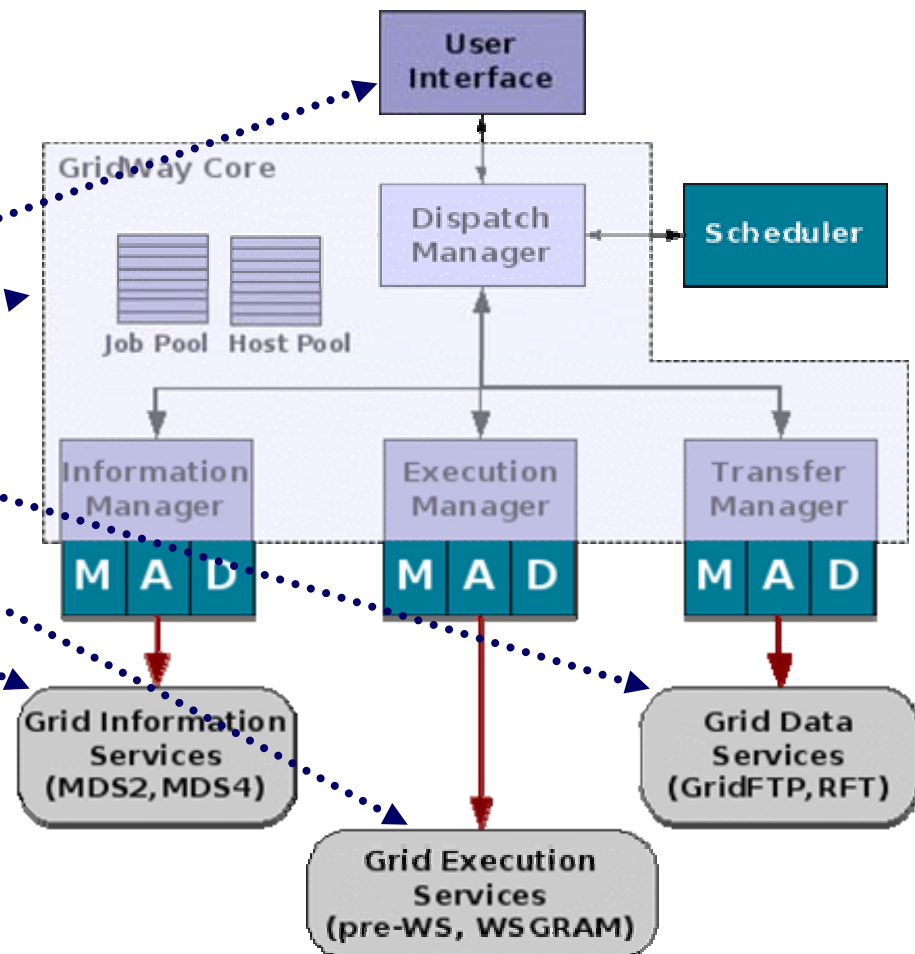 User
Interface
GridWay Core
Dispatch
Manager
Scheduler
Job Pool
Host Pool
Information
Manager
Execution
Manager
Transfer
Manager
M A D
M A D
M A D
Grid Information
Services
(MDS2,MDS4)
Grid Data
Services
(GridFTP,RFT)
Grid Execution
Services
(pre-WS, WSGRAM)